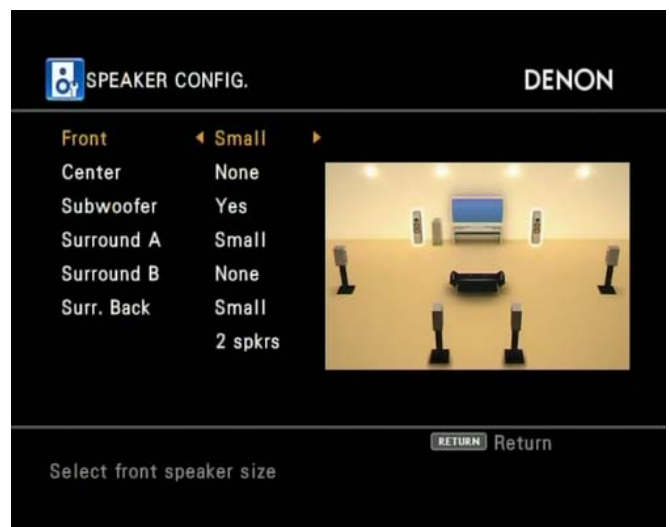 SPEAKER CONFIG.
DENON
Front Small
Center None
Subwoofer Yes
Surround A Small
Surround B None
Surr. Back Small
2 spkrs
RETURN Return
Select front speaker size